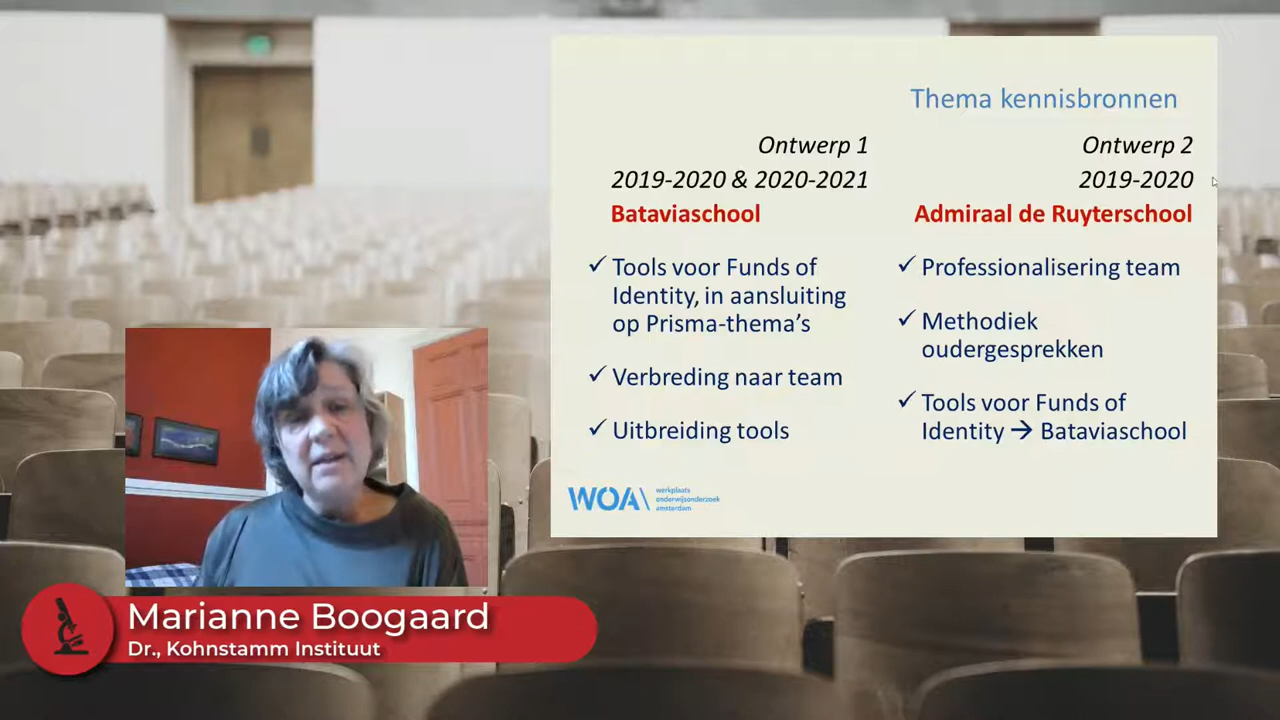 Thema kennisbronnen
Ontwerp 1
2019-2020 & 2020-2021
Bataviaschool
✓ Tools voor Funds of
Identity, in aansluiting
op Prisma-thema’s
✓ Verbreding naar team
✓ Uitbreiding tools
Ontwerp 2
2019-2020
Admiraal de Ruyterschool
✓ Professionalisering team
✓ Methodiek
oudergesprekken
✓ Tools voor Funds of
Identity → Bataviaschool
WOA\
werkplaats
onderwijsonderzoek
amsterdam
Marianne Boogaard
Dr., Kohnstamm Instituut